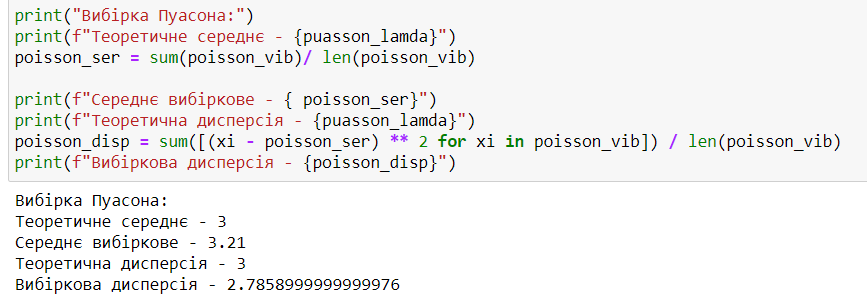 print("Вибірка Пуасона:")
print(f"Теоретичне середнє - {puasson_lamda}")
poisson_ser = sum(poisson_vib)/ len(poisson_vib)
print(f"Середнє вибіркове - { poisson_ser}")
print(f"Теоретична дисперсія - {puasson_lamda}")
poisson_disp = sum([(xi - poisson_ser) ** 2 for xi in poisson_vib]) / len(poisson_vib)
print(f"Вибіркова дисперсія - {poisson_disp}")
Вибірка Пуасона:
Теоретичне середнє - 3
Середнє вибіркове - 3.21
Теоретична дисперсія - 3
Вибіркова дисперсія - 2.7858999999999976